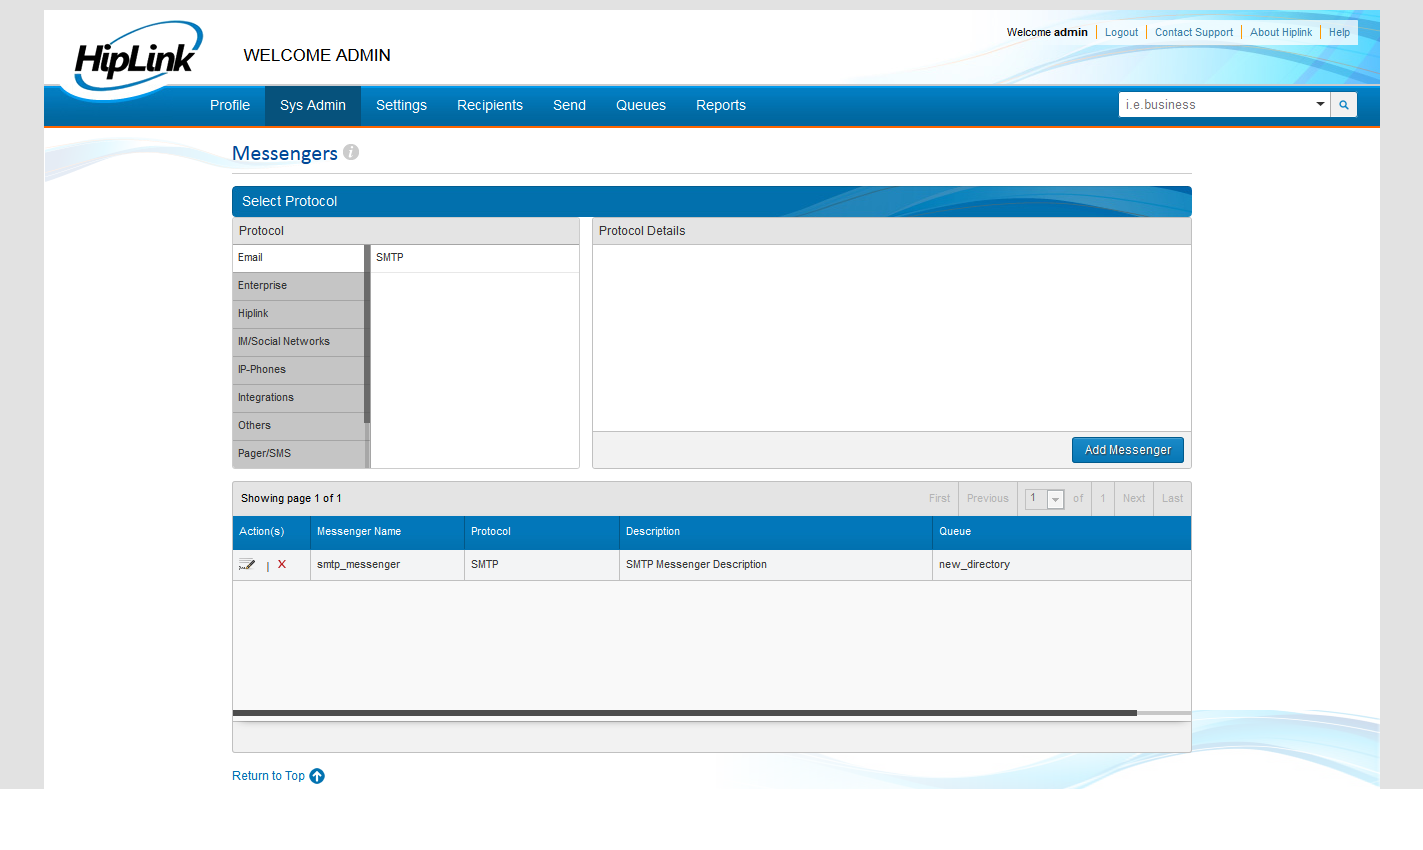 HipLink
WELCOME ADMIN
Welcome admin Logout Contact Support About Hiplink Help
Profile Sys Admin Settings Recipients Send Queues Reports i.e.business
Messengers i
Select Protocol
Protocol Protocol Details
Email SMTP
Enterprise
Hiplink
IM/Social Networks
IP-Phones
Integrations
Others
Pager/SMS
Add Messenger
Showing page 1 of 1 First Previous 1 of 1 Next Last
Action(s) Messenger Name Protocol Description Queue
| X smtp_messenger SMTP SMTP Messenger Description new_directory
Return to Top